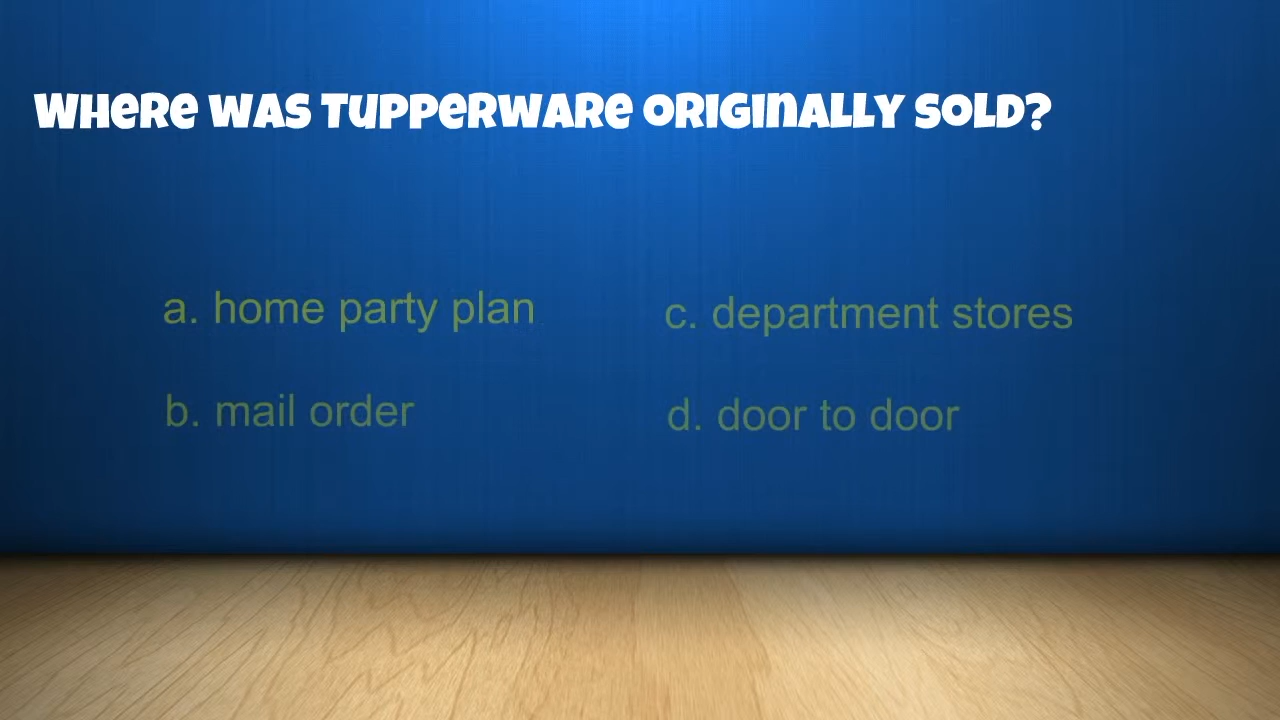 Where was Tupperware originally sold?
a. home party plan
b. mail order
c. department stores
d. door to door